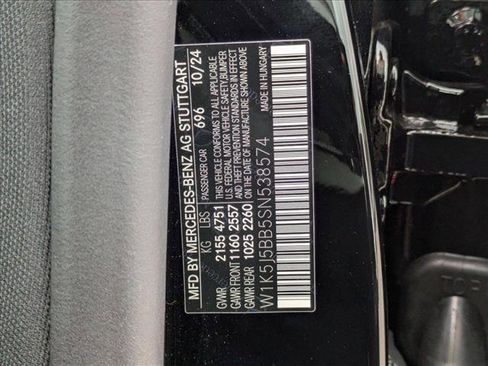 MFD BY MERCEDES-BENZ AG STUTTGART
PASSENGER CAR 696 10/24
KG LBS
GVWR 2155 4751
GAWR FRONT 1160 2557
GAWR REAR 1025 2260
THIS VEHICLE CONFORMS TO ALL APPLICABLE
U.S. FEDERAL MOTOR VEHICLE SAFETY, BUMPER
AND THEFT PREVENTION STANDARDS IN
EFFECT ON THE DATE OF MANUFACTURE SHOWN ABOVE
MADE IN HUNGARY
W1K5J5BB5SN538574
TOP